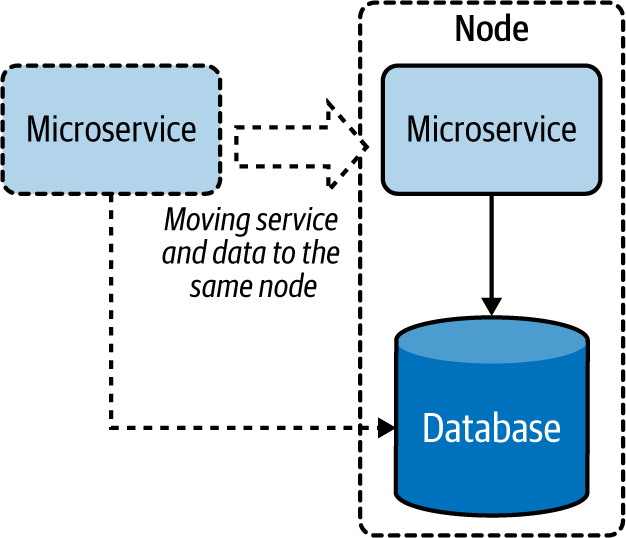 Node
Microservice
Microservice
Moving service
and data to the
same node
Database